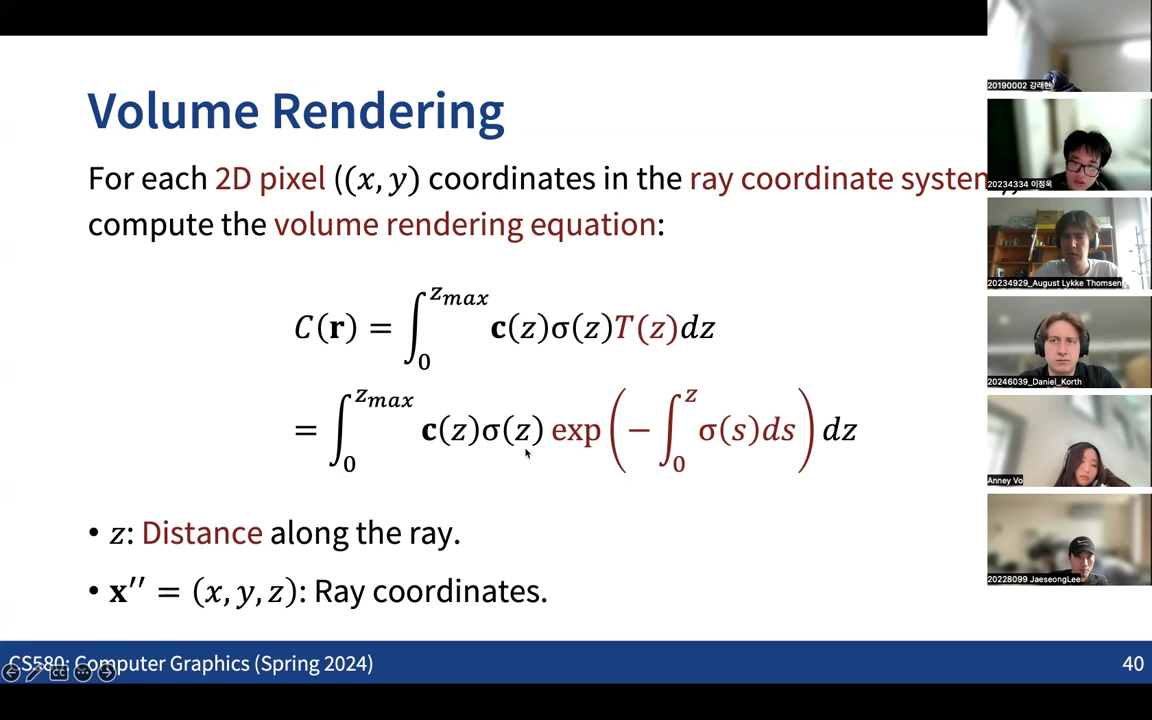 Volume Rendering
For each 2D pixel ((x, y) coordinates in the ray coordinate system),
compute the volume rendering equation:
C(r) = ∫₀^{z_max} c(z)σ(z)T(z)dz
= ∫₀^{z_max} c(z)σ(z) exp(−∫₀^z σ(s)ds) dz
• z: Distance along the ray.
• x′′ = (x, y, z): Ray coordinates.
CS580: Computer Graphics (Spring 2024)
40
20190002 강래현
20234334 이정욱
20234929_August Lykke Thomsen
20246039_Daniel_Korth
Anney Vo
20228099 JaeseongLee